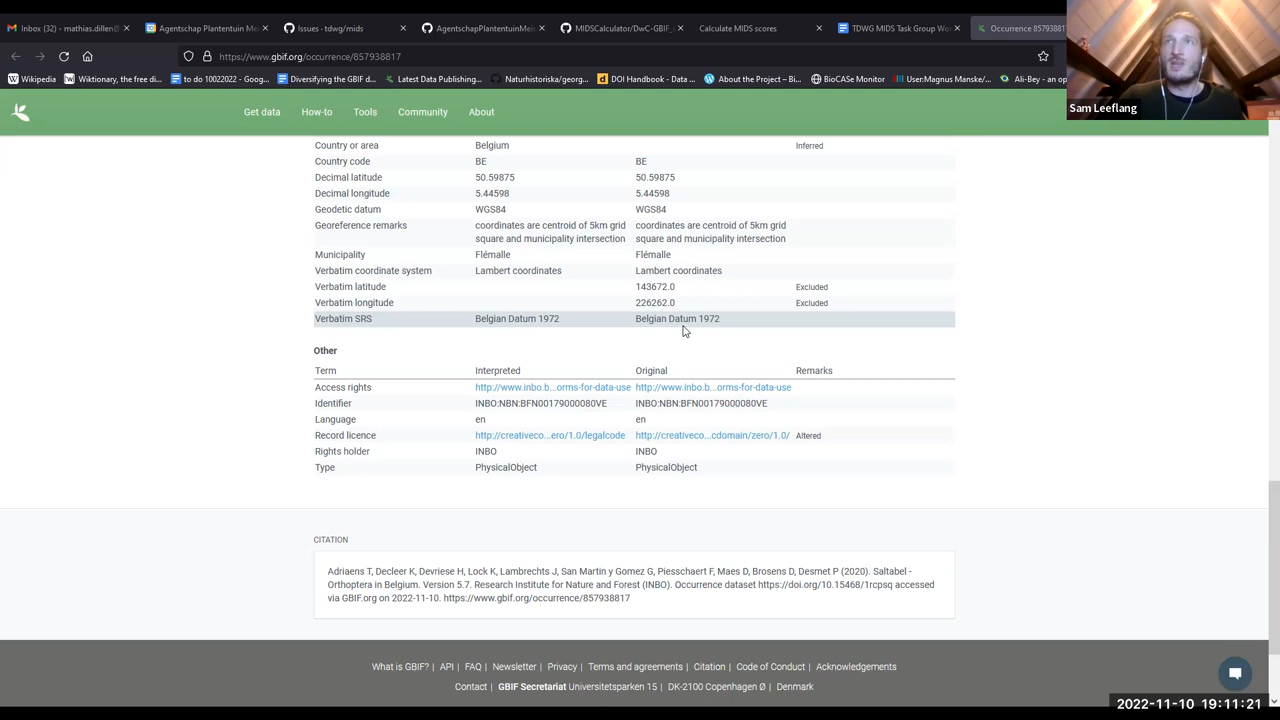 Inbox (32) - mathias.dillen@
Agentschap Plantentuin Me
Issues · tdwg/mids
AgentschapPlantentuinMeis
MIDSCalculator/DwC-GBIF_
Calculate MIDS scores
TDWG MIDS Task Group Wor
Occurrence 857938817
https://www.gbif.org/occurrence/857938817
Wikipedia
Wiktionary, the free di
to do 10022022 - Goog...
Diversifying the GBIF d
Latest Data Publishing...
Naturhistoriska/georg...
DOI Handbook - Data ...
About the Project – Bi...
BioCASe Monitor
User:Magnus Manske/...
Ali-Bey - an op
Sam Leeflang
Get data How-to Tools Community About
Country or area Belgium Inferred
Country code BE BE
Decimal latitude 50.59875 50.59875
Decimal longitude 5.44598 5.44598
Geodetic datum WGS84 WGS84
Georeference remarks coordinates are centroid of 5km grid coordinates are centroid of 5km grid
square and municipality intersection square and municipality intersection
Municipality Flémalle Flémalle
Verbatim coordinate system Lambert coordinates Lambert coordinates
Verbatim latitude 143672.0 Excluded
Verbatim longitude 226262.0 Excluded
Verbatim SRS Belgian Datum 1972 Belgian Datum 1972
Other
Term Interpreted Original Remarks
Access rights http://www.inbo.b...orms-for-data-use http://www.inbo.b...orms-for-data-use
Identifier INBO:NBN:BFN00179000080VE INBO:NBN:BFN00179000080VE
Language en en
Record licence http://creativeco...ero/1.0/legalcode http://creativeco...cdomain/zero/1.0/ Altered
Rights holder INBO INBO
Type PhysicalObject PhysicalObject
CITATION
Adriaens T, Decleer K, Devriese H, Lock K, Lambrechts J, San Martin y Gomez G, Piesschaert F, Maes D, Brosens D, Desmet P (2020). Saltabel -
Orthoptera in Belgium. Version 5.7. Research Institute for Nature and Forest (INBO). Occurrence dataset https://doi.org/10.15468/1rcpsq accessed
via GBIF.org on 2022-11-10. https://www.gbif.org/occurrence/857938817
What is GBIF? | API | FAQ | Newsletter | Privacy | Terms and agreements | Citation | Code of Conduct | Acknowledgements
Contact | GBIF Secretariat Universitetsparken 15 | DK-2100 Copenhagen Ø | Denmark
2022-11-10 19:11:21